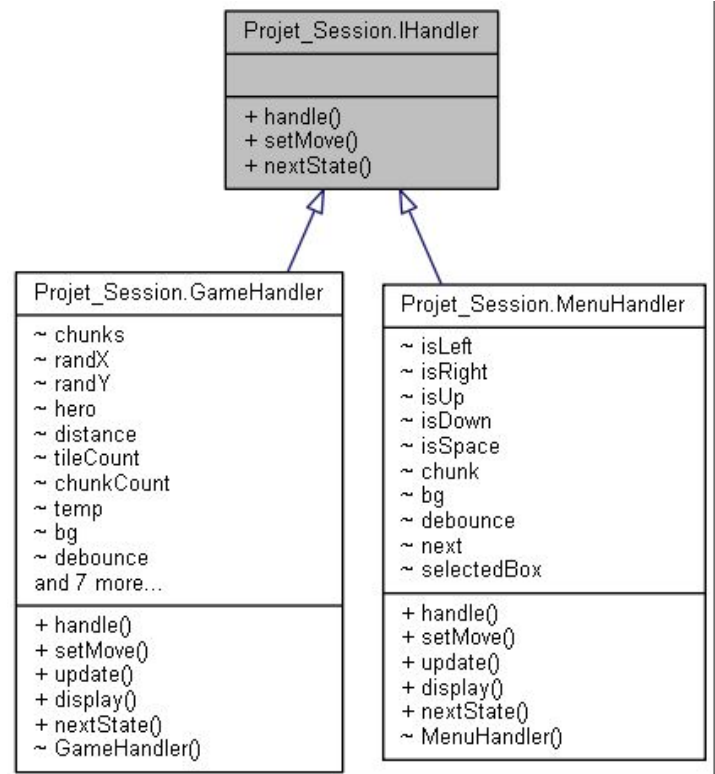 Projet_Session.IHandler
+ handle()
+ setMove()
+ nextState()
Projet_Session.GameHandler
~ chunks
~ randX
~ randY
~ hero
~ distance
~ tileCount
~ chunkCount
~ temp
~ bg
~ debounce
and 7 more...
+ handle()
+ setMove()
+ update()
+ display()
+ nextState()
~ GameHandler()
Projet_Session.MenuHandler
~ isLeft
~ isRight
~ isUp
~ isDown
~ isSpace
~ chunk
~ bg
~ debounce
~ next
~ selectedBox
+ handle()
+ setMove()
+ update()
+ display()
+ nextState()
~ MenuHandler()